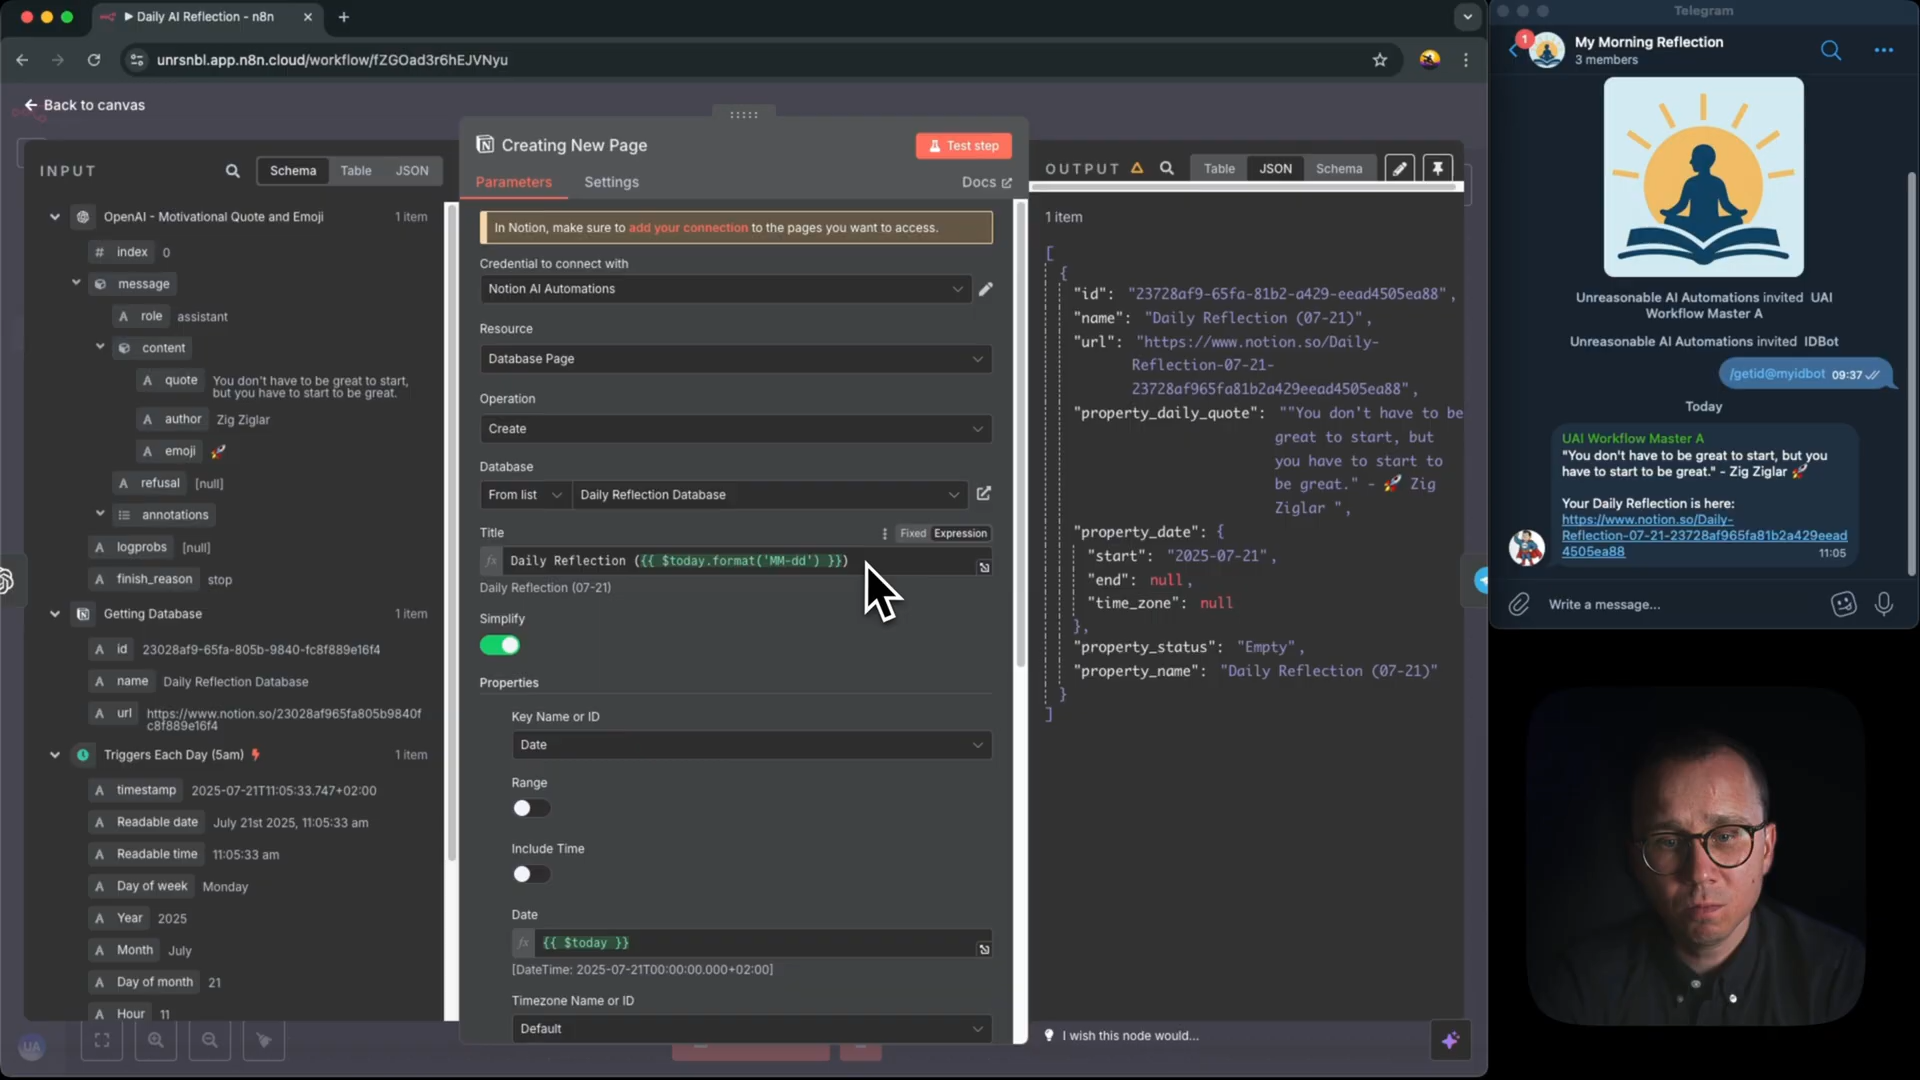 Daily AI Reflection - n8n
unrsnbl.app.n8n.cloud/workflow/fZGOad3r6hEJVNyu
Back to canvas
INPUT
Schema
Table
JSON
OpenAI - Motivational Quote and Emoji
1 item
# index 0
message
A role assistant
content
A quote You don't have to be great to start,
but you have to start to be great.
A author Zig Ziglar
A emoji 🚀
A refusal [null]
annotations
A logprobs [null]
A finish_reason stop
Getting Database
1 item
A id 23028af9-65fa-805b-9840-fc8f889e16f4
A name Daily Reflection Database
A url https://www.notion.so/23028af965fa805b9840f
c8f889e16f4
Triggers Each Day (5am)
1 item
A timestamp 2025-07-21T11:05:33.747+02:00
A Readable date July 21st 2025, 11:05:33 am
A Readable time 11:05:33 am
A Day of week Monday
A Year 2025
A Month July
A Day of month 21
A Hour 11
UA
Creating New Page
Test step
Parameters
Settings
Docs
In Notion, make sure to add your connection to the pages you want to access.
Credential to connect with
Notion AI Automations
Resource
Database Page
Operation
Create
Database
From list
Daily Reflection Database
Title
Fixed
Expression
fx Daily Reflection ({{ $today.format('MM-dd') }})
Daily Reflection (07-21)
Simplify
Properties
Key Name or ID
Date
Range
Include Time
Date
fx {{ $today }}
[DateTime: 2025-07-21T00:00:00.000+02:00]
Timezone Name or ID
Default
OUTPUT
Table
JSON
Schema
1 item
[
{
"id": "23728af9-65fa-81b2-a429-eead4505ea88",
"name": "Daily Reflection (07-21)",
"url": "https://www.notion.so/Daily-
Reflection-07-21-
23728af965fa81b2a429eead4505ea88",
"property_daily_quote": ""You don't have to be
great to start, but
you have to start to
be great." - 🚀 Zig
Ziglar ",
"property_date": {
"start": "2025-07-21",
"end": null,
"time_zone": null
},
"property_status": "Empty",
"property_name": "Daily Reflection (07-21)"
}
]
I wish this node would...
Telegram
1
My Morning Reflection
3 members
Unreasonable AI Automations invited UAI
Workflow Master A
Unreasonable AI Automations invited IDBot
/getid@myidbot 09:37
Today
UAI Workflow Master A
"You don't have to be great to start, but you
have to start to be great." - Zig Ziglar 🚀
Your Daily Reflection is here:
https://www.notion.so/Daily-
Reflection-07-21-23728af965fa81b2a429eead
4505ea88
11:05
Write a message...